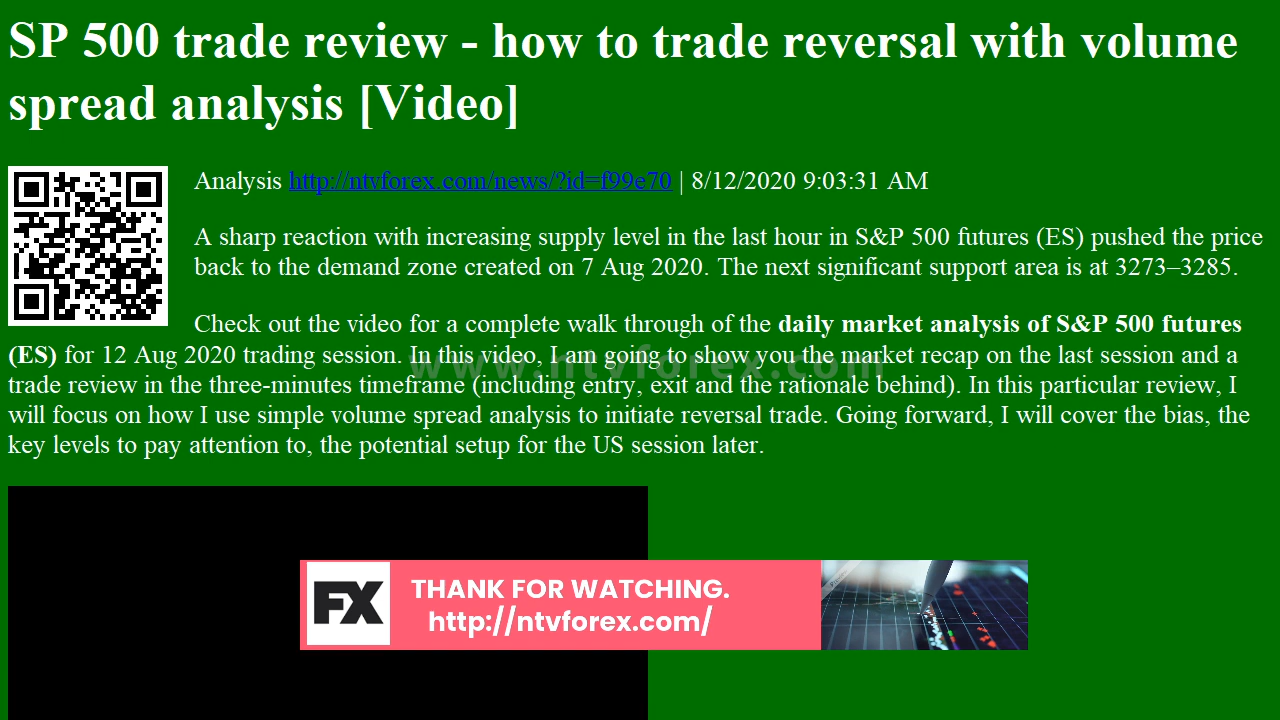 SP 500 trade review - how to trade reversal with volume
spread analysis [Video]
Analysis http://ntvforex.com/news/?id=f99e70 | 8/12/2020 9:03:31 AM
A sharp reaction with increasing supply level in the last hour in S&P 500 futures (ES) pushed the price
back to the demand zone created on 7 Aug 2020. The next significant support area is at 3273–3285.
Check out the video for a complete walk through of the daily market analysis of S&P 500 futures
(ES) for 12 Aug 2020 trading session. In this video, I am going to show you the market recap on the last session and a
www.ntvforex.com
trade review in the three-minutes timeframe (including entry, exit and the rationale behind). In this particular review, I
will focus on how I use simple volume spread analysis to initiate reversal trade. Going forward, I will cover the bias, the
key levels to pay attention to, the potential setup for the US session later.
FX
THANK FOR WATCHING.
http://ntvforex.com/